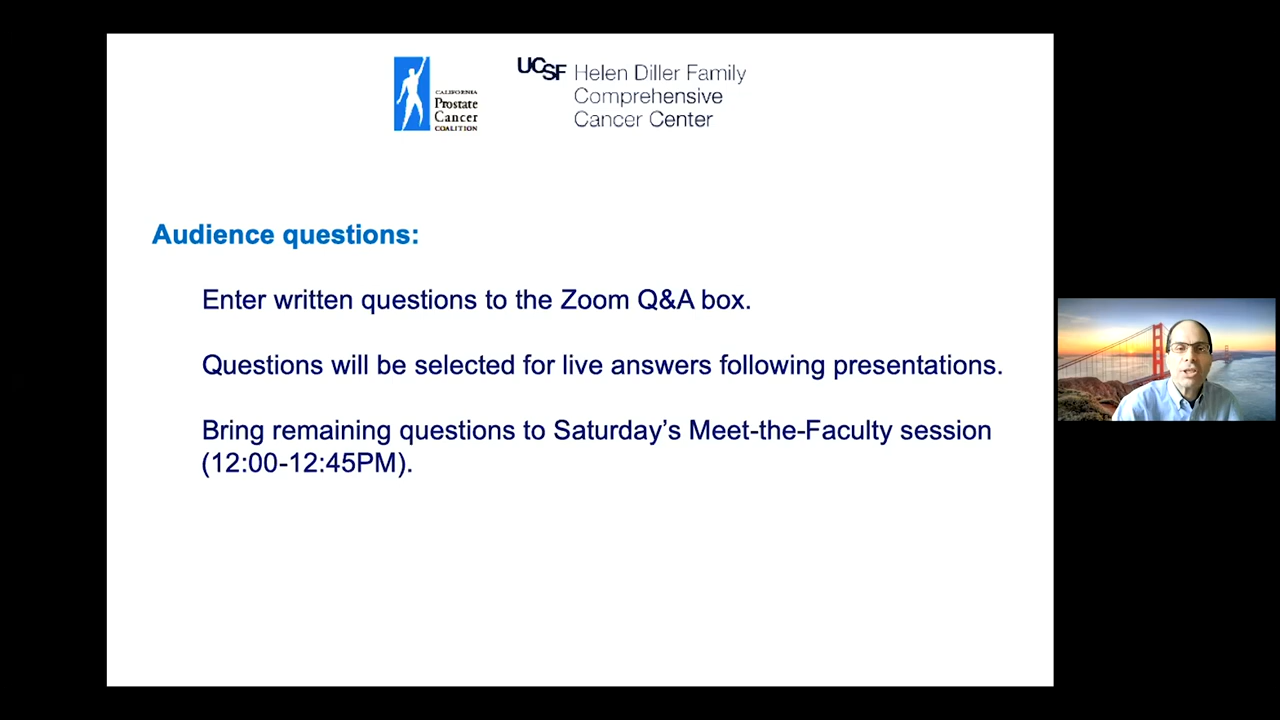 CALIFORNIA
Prostate
Cancer
COALITION
UCSF Helen Diller Family
Comprehensive
Cancer Center
Audience questions:
Enter written questions to the Zoom Q&A box.
Questions will be selected for live answers following presentations.
Bring remaining questions to Saturday’s Meet-the-Faculty session
(12:00-12:45PM).